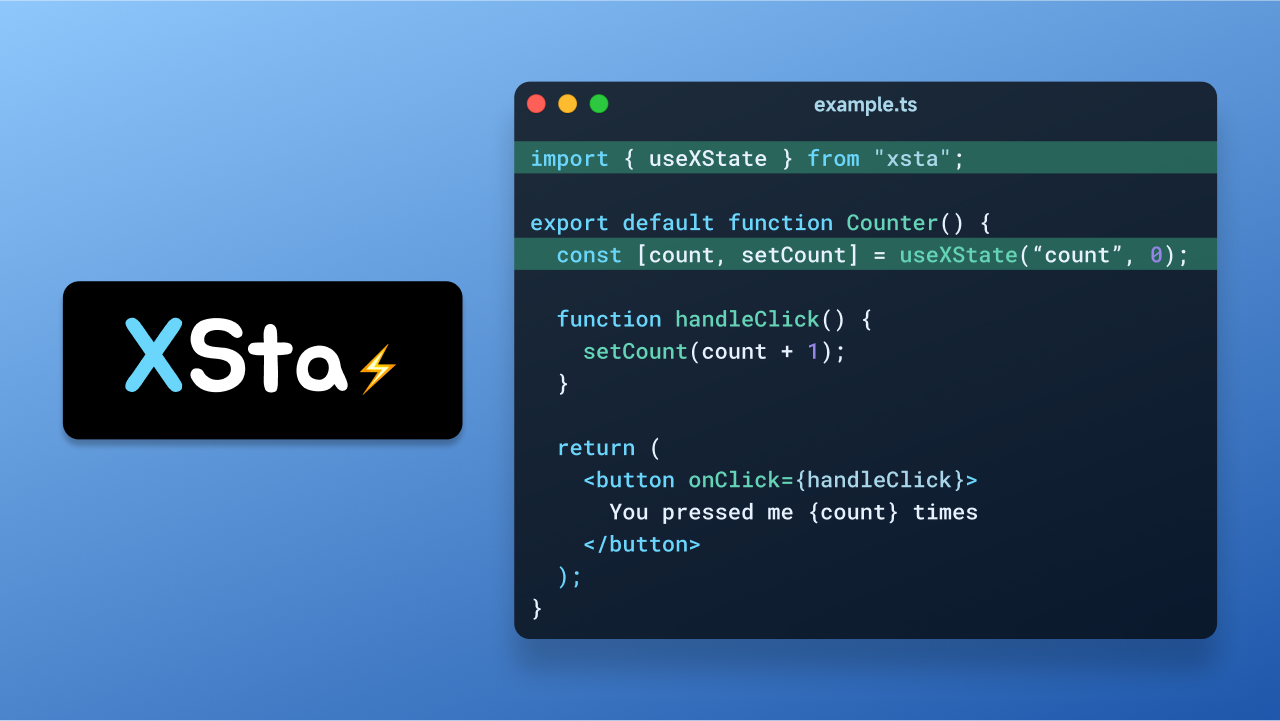 XSta⚡
example.ts
import { useXState } from "xsta";
export default function Counter() {
  const [count, setCount] = useXState(“count”, 0);
  function handleClick() {
    setCount(count + 1);
  }
  return (
    <button onClick={handleClick}>
      You pressed me {count} times
    </button>
  );
}